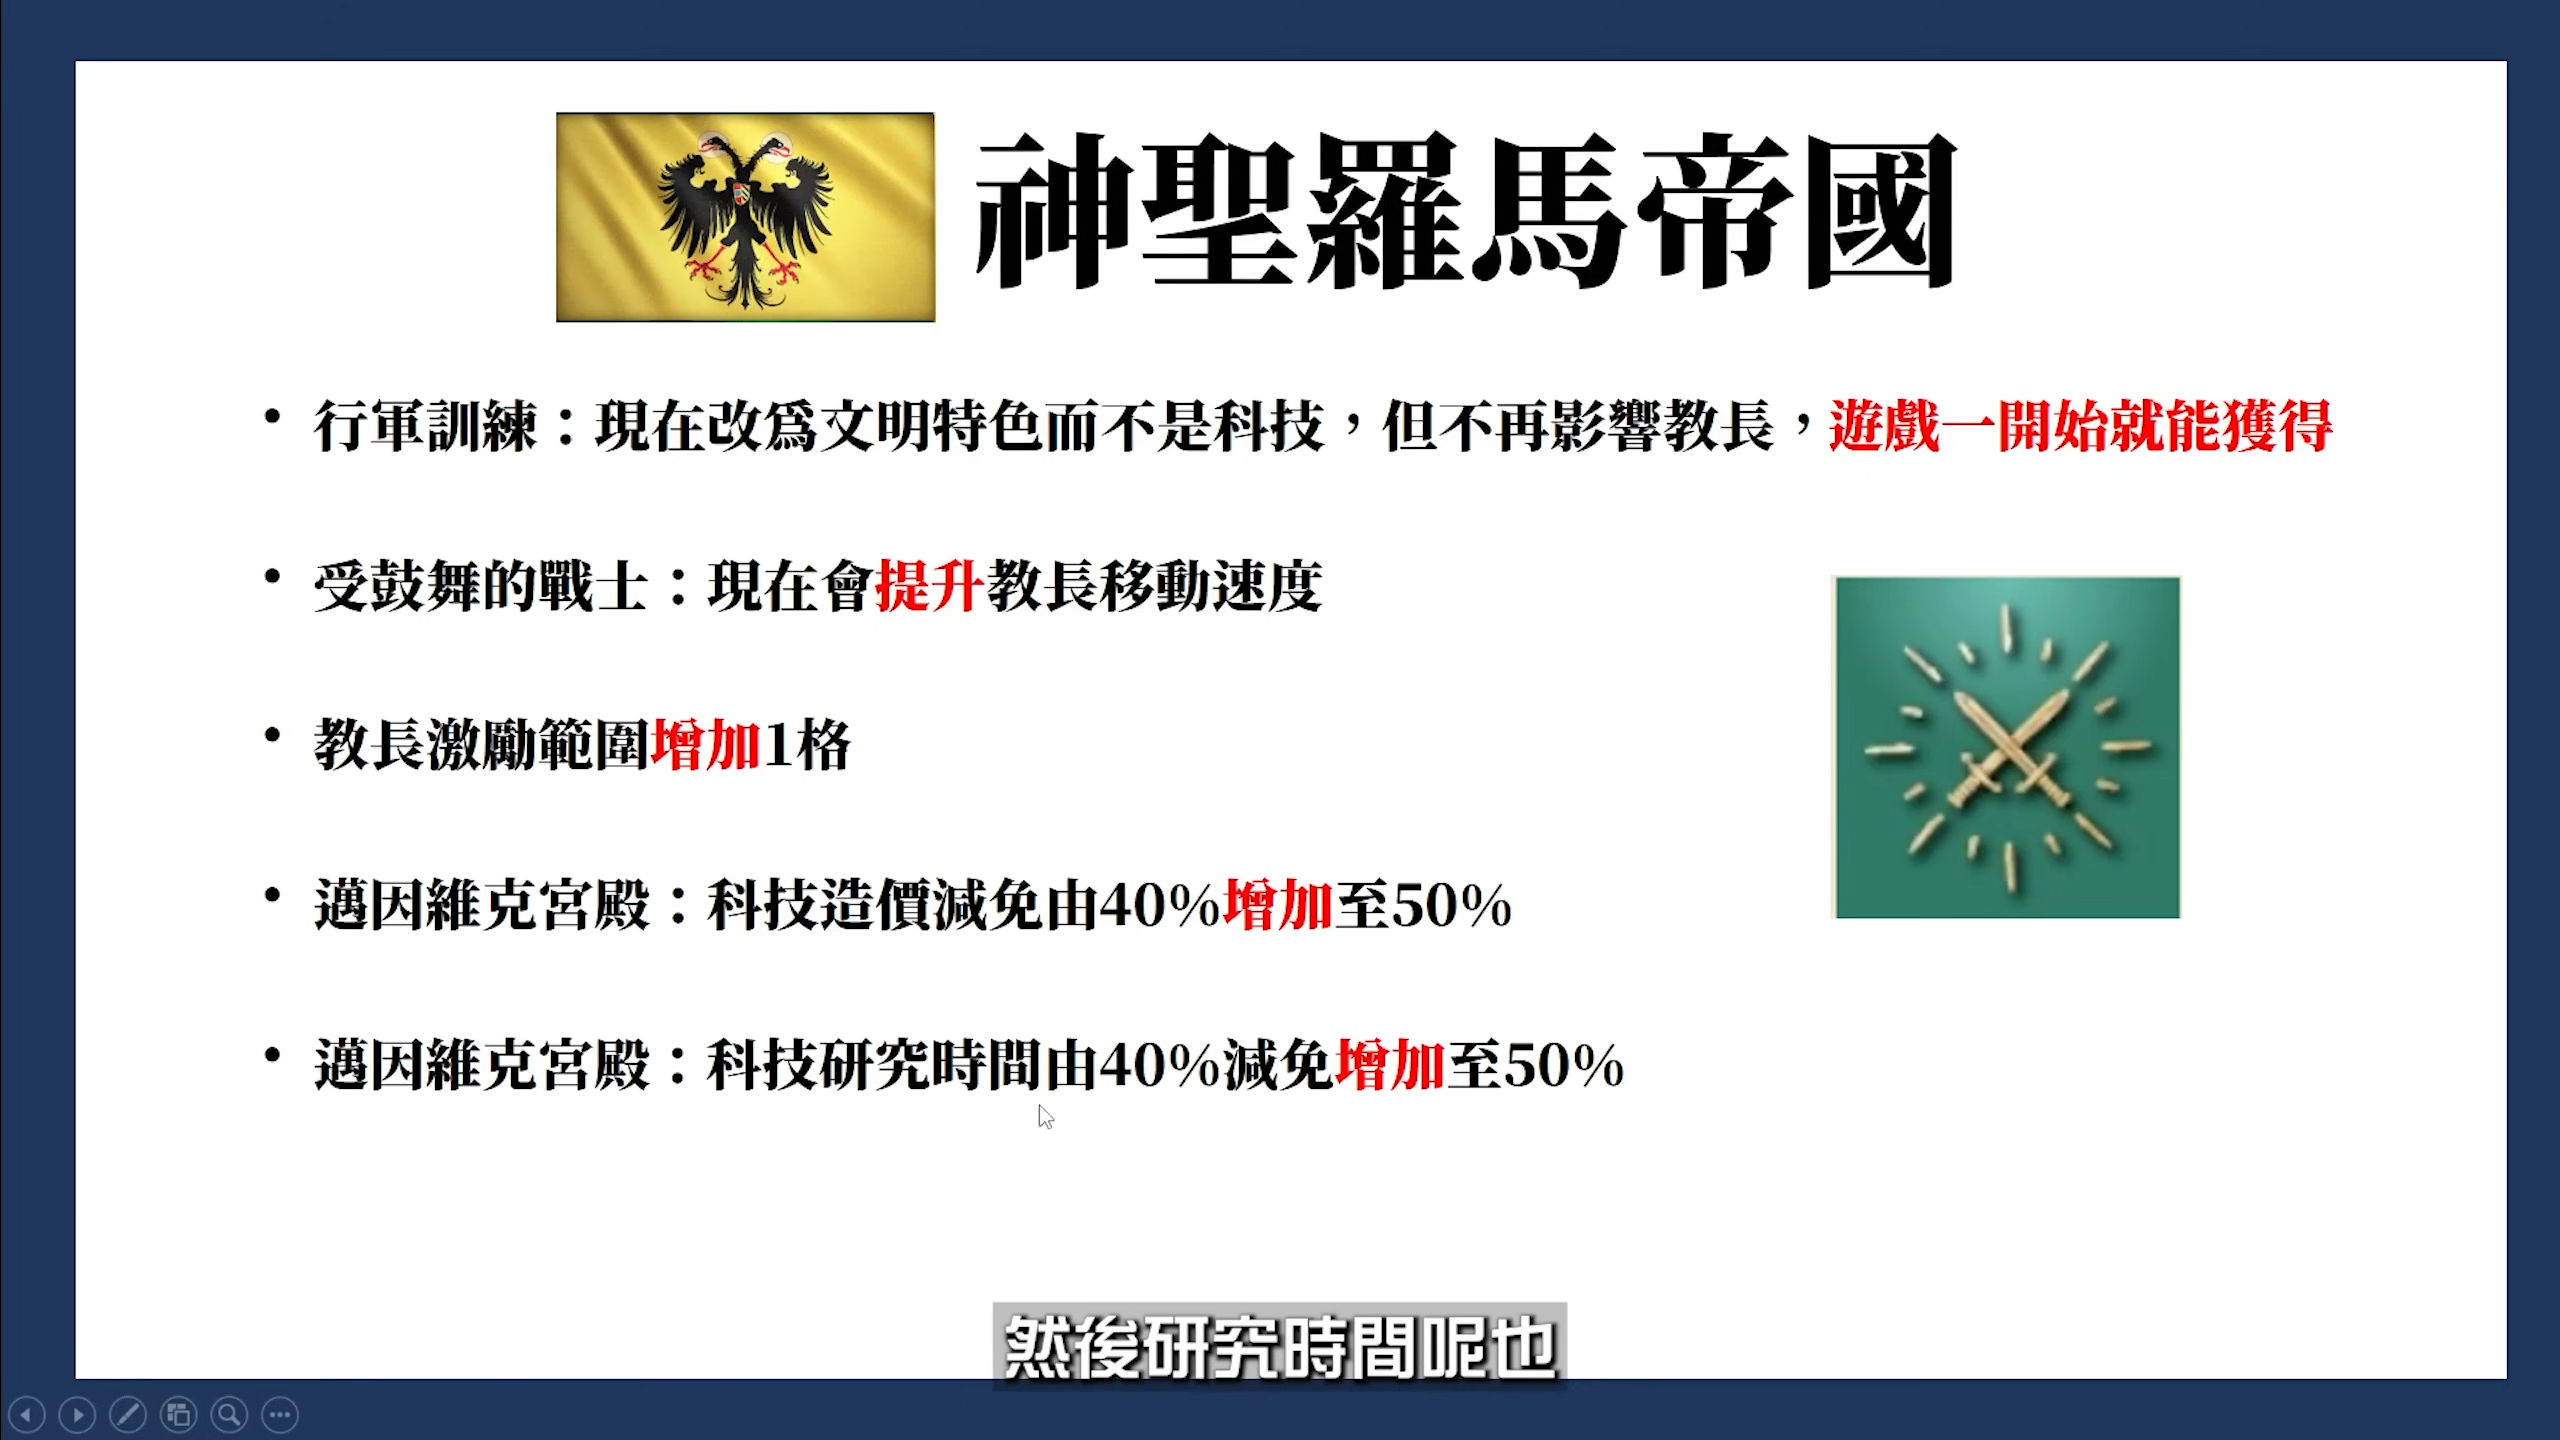 神聖羅馬帝國
• 行軍訓練：現在改爲文明特色而不是科技，但不再影響教長，遊戲一開始就能獲得
• 受鼓舞的戰士：現在會提升教長移動速度
• 教長激勵範圍增加1格
• 邁因維克宮殿：科技造價減免由40%增加至50%
• 邁因維克宮殿：科技研究時間由40%減免增加至50%
然後研究時間呢也